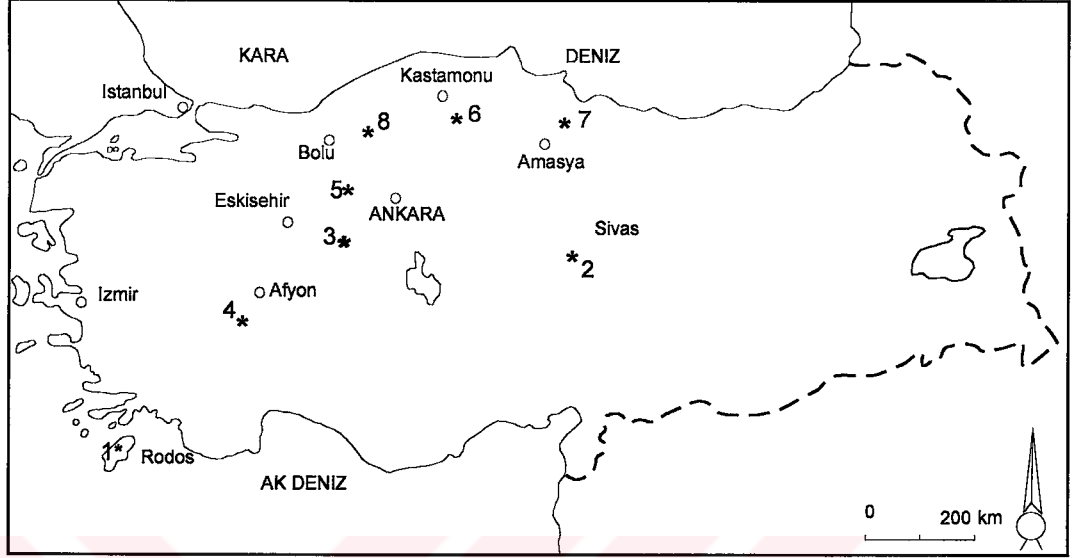 KARA DENIZ
Kastamonu
Istanbul
* 6
* 7
* 8
Bolu
Amasya
5*
Eskisehir
ANKARA
3 *
Sivas
* 2
Izmir
Afyon
4 *
1*
Rodos
AK DENIZ
0 200 km